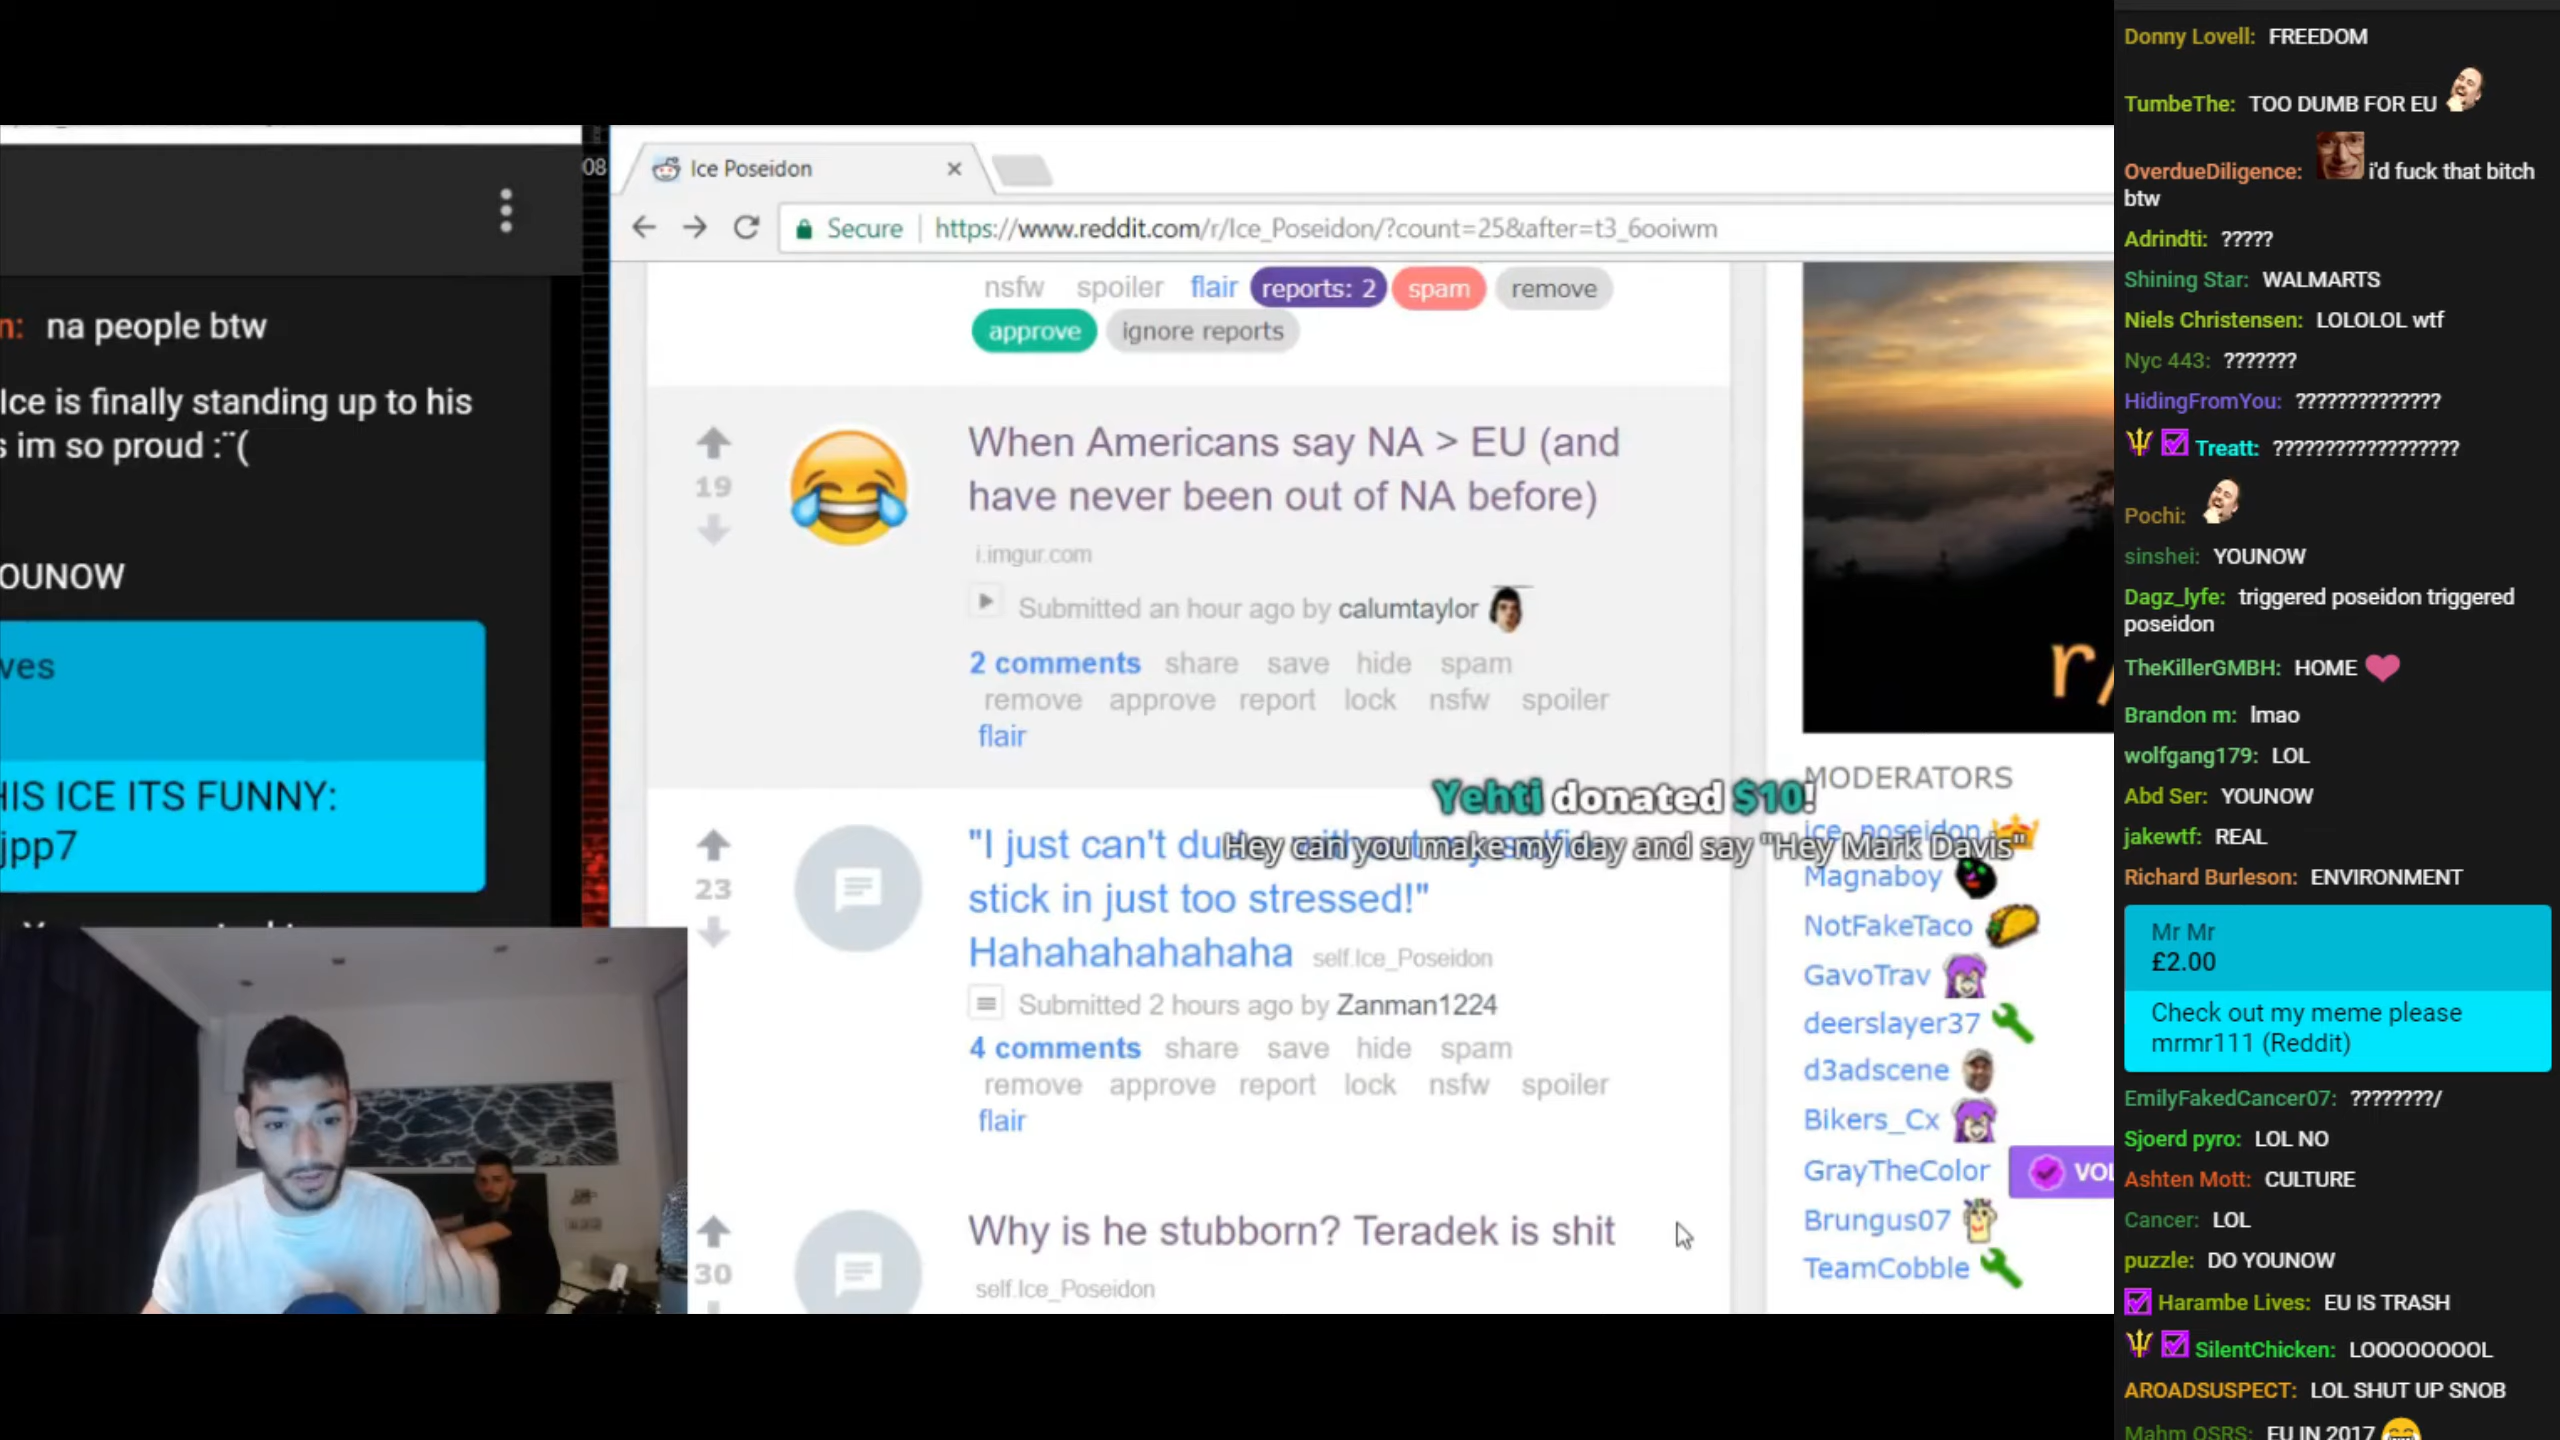 08
n: na people btw
Ice is finally standing up to his
s im so proud :¨(
OUNOW
ves
HIS ICE ITS FUNNY:
jpp7
Ice Poseidon
Secure https://www.reddit.com/r/Ice_Poseidon/?count=25&after=t3_6ooiwm
nsfw spoiler flair reports: 2 spam remove
approve ignore reports
19
When Americans say NA > EU (and
have never been out of NA before)
i.imgur.com
Submitted an hour ago by calumtaylor
2 comments share save hide spam
remove approve report lock nsfw spoiler
flair
Yehti donated $10!
Hey can you make my day and say "Hey Mark Davis"
23
"I just can't
stick in just too stressed!"
Hahahahahahaha self.Ice_Poseidon
Submitted 2 hours ago by Zanman1224
4 comments share save hide spam
remove approve report lock nsfw spoiler
flair
30
Why is he stubborn? Teradek is shit
self.Ice_Poseidon
r/
MODERATORS
ice_poseidon
Magnaboy
NotFakeTaco
GavoTrav
deerslayer37
d3adscene
Bikers_Cx
GrayTheColor VOL
Brungus07
TeamCobble
Donny Lovell: FREEDOM
TumbeThe: TOO DUMB FOR EU
OverdueDiligence: i'd fuck that bitch
btw
Adrindti: ?????
Shining Star: WALMARTS
Niels Christensen: LOLOLOL wtf
Nyc 443: ???????
HidingFromYou: ??????????????
Treatt: ??????????????????
Pochi:
sinshei: YOUNOW
Dagz_lyfe: triggered poseidon triggered
poseidon
TheKillerGMBH: HOME
Brandon m: lmao
wolfgang179: LOL
Abd Ser: YOUNOW
jakewtf: REAL
Richard Burleson: ENVIRONMENT
Mr Mr
£2.00
Check out my meme please
mrmr111 (Reddit)
EmilyFakedCancer07: ????????/
Sjoerd pyro: LOL NO
Ashten Mott: CULTURE
Cancer: LOL
puzzle: DO YOUNOW
Harambe Lives: EU IS TRASH
SilentChicken: LOOOOOOOOL
AROADSUSPECT: LOL SHUT UP SNOB
Mahm OSRS: EU IN 2017